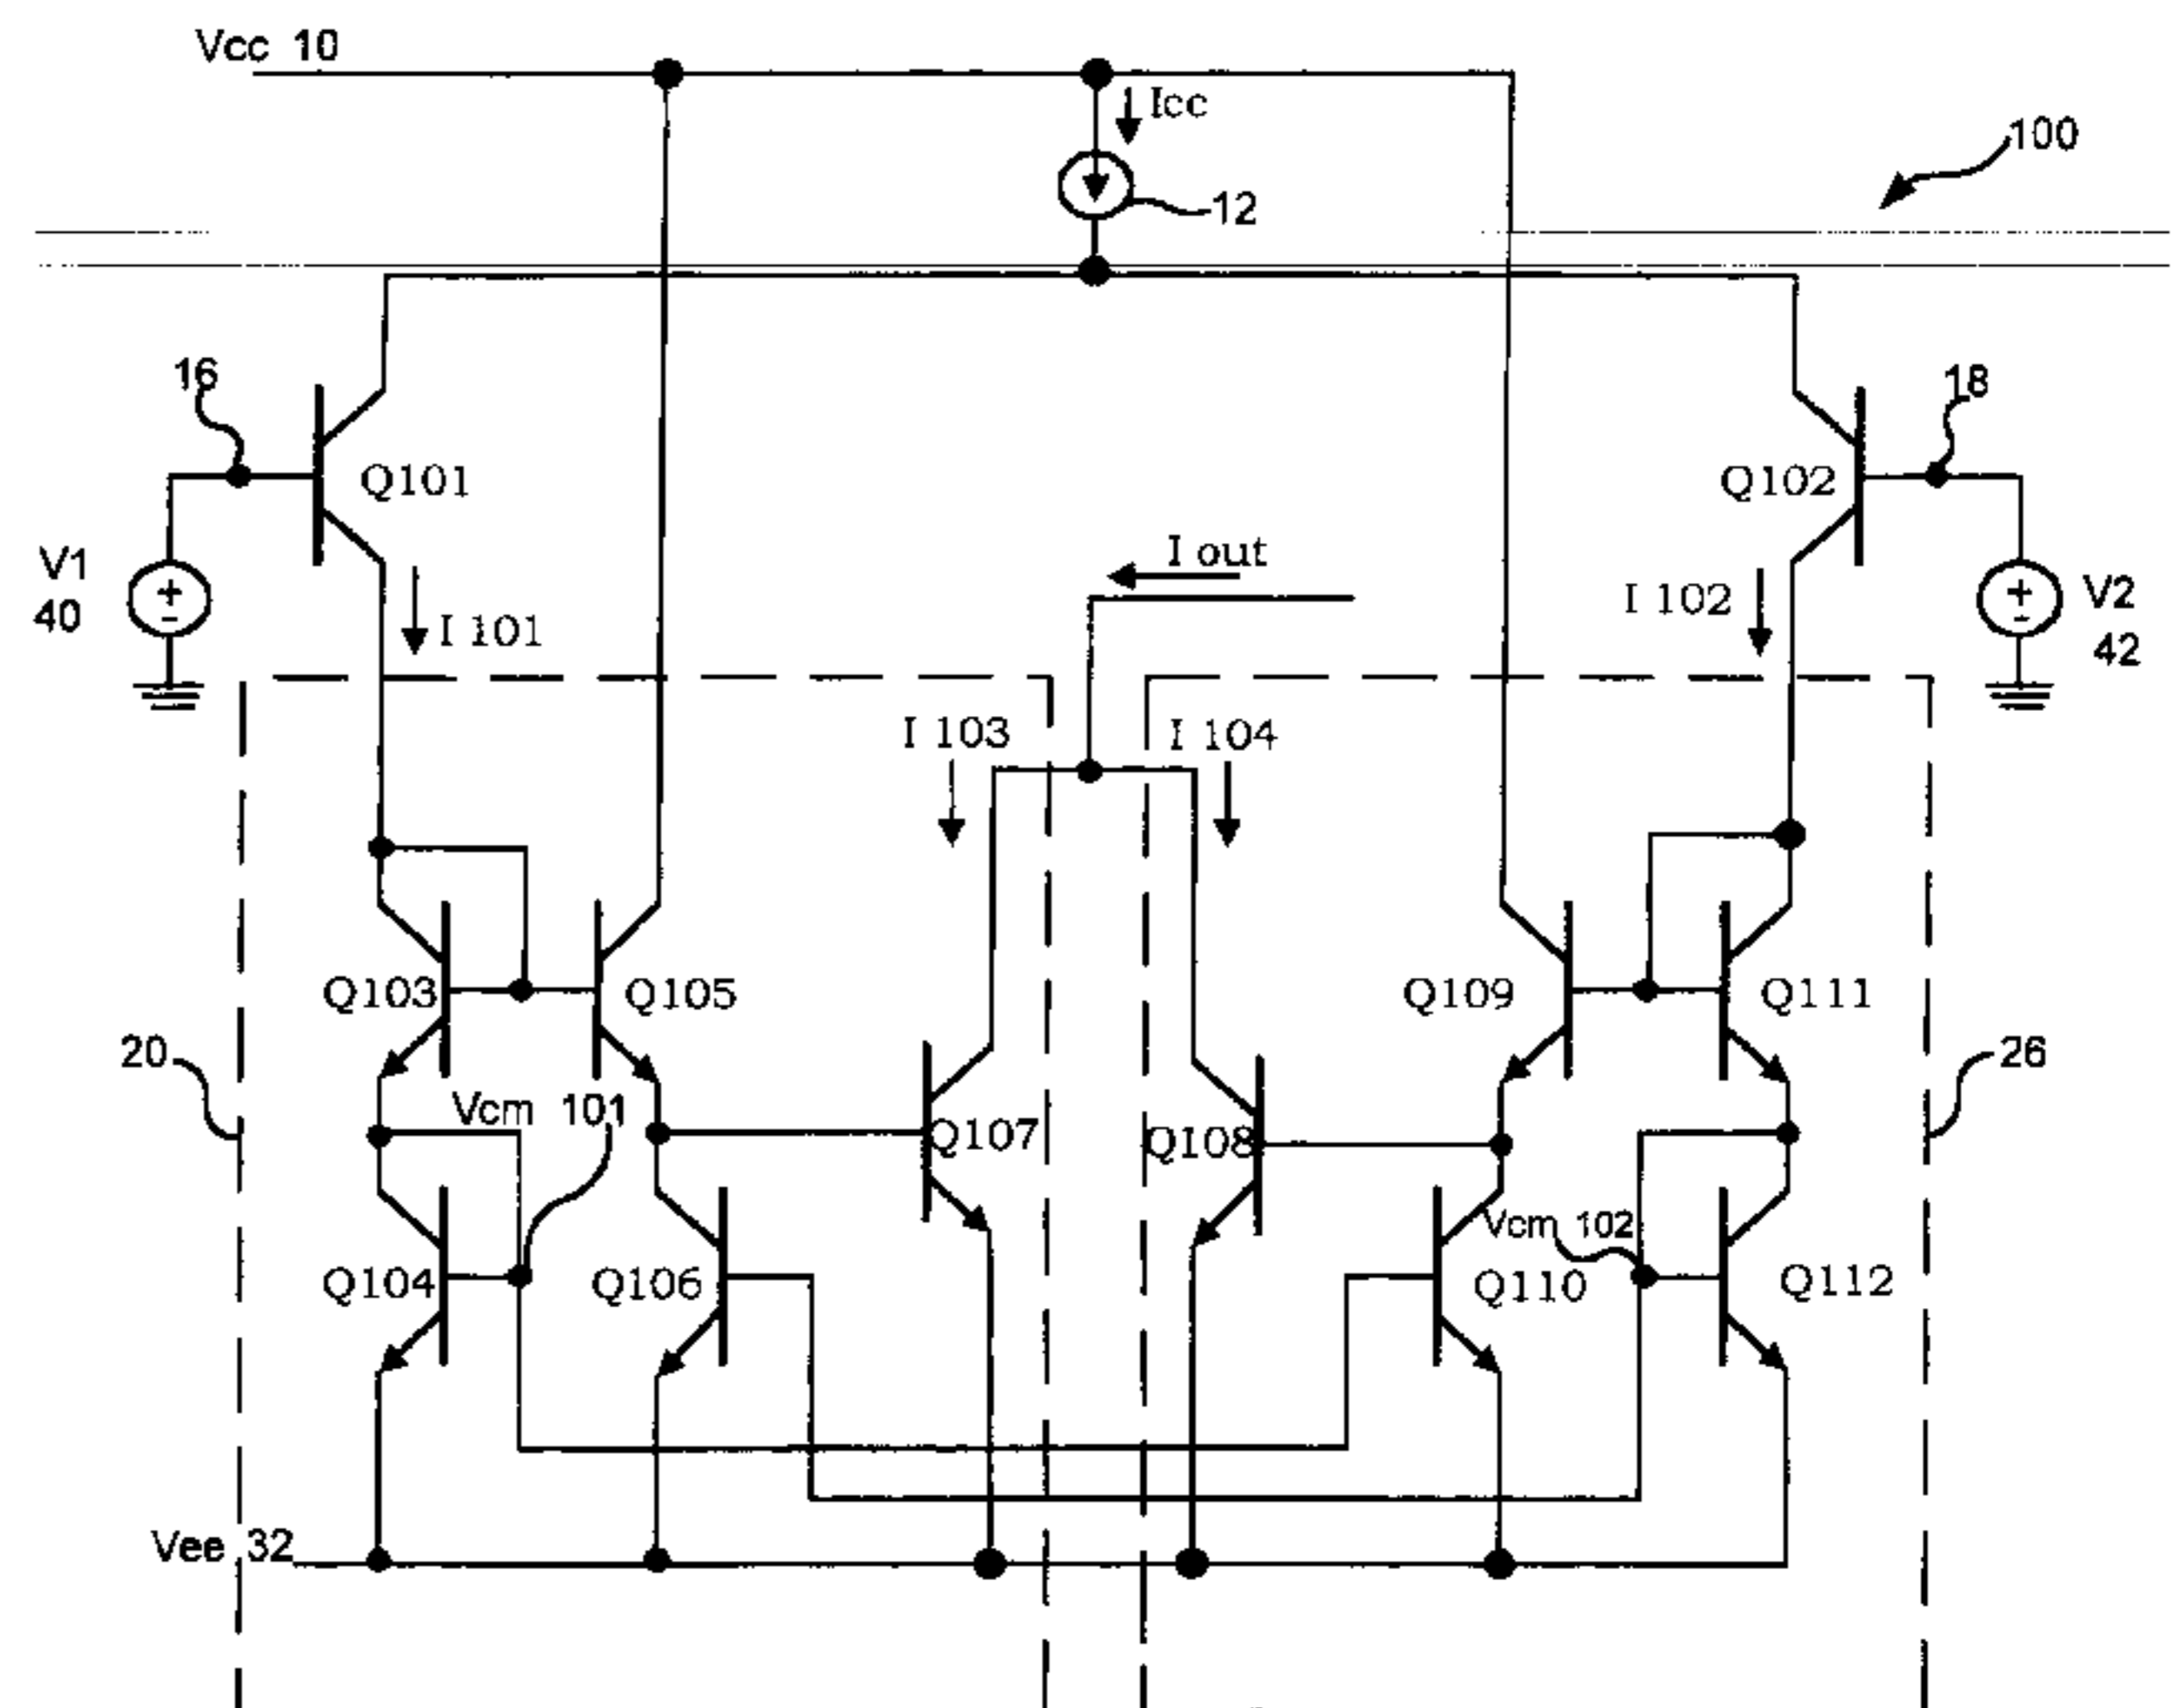 Vcc 10
Icc
100
12
16
18
Q101
Q102
V1
40
I out
I 101
I 102
V2
42
I 103
I 104
Q103
Q105
Q109
Q111
20
26
Vcm 101
Q107
Q108
Vcm 102
Q104
Q106
Q110
Q112
Vee 32